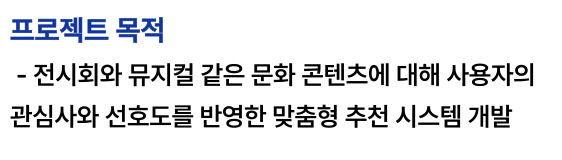 프로젝트 목적
- 전시회와 뮤지컬 같은 문화 콘텐츠에 대해 사용자의
관심사와 선호도를 반영한 맞춤형 추천 시스템 개발